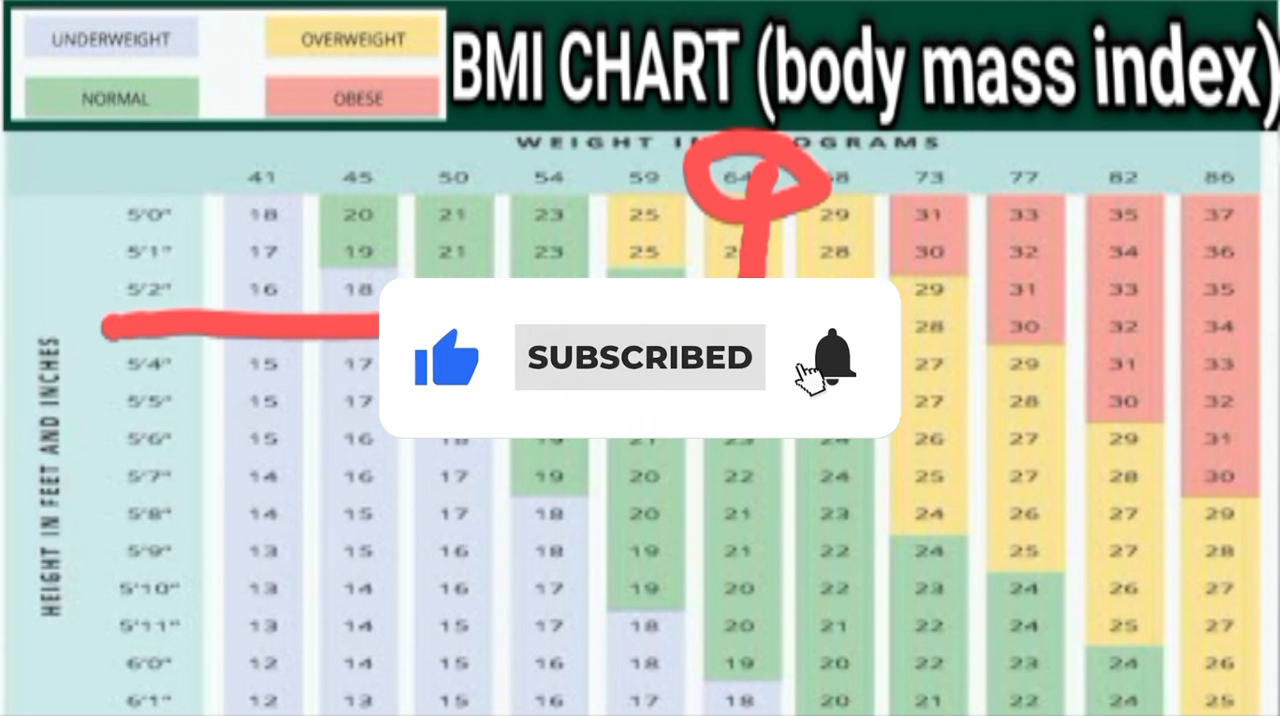 UNDERWEIGHT OVERWEIGHT
NORMAL OBESE
BMI CHART (body mass index)
WEIGHT
41 45 50 54 59 64 73 77 82 86
5'0" 18 20 21 23 25 29 31 33 35 37
5'1" 17 19 21 23 25 28 30 32 34 36
5'2" 16 18 29 31 33 35
28 30 32 34
5'4" 15 17 27 29 31 33
5'5" 15 17 27 28 30 32
5'6" 15 16 26 27 29 31
5'7" 14 16 17 19 20 22 24 25 27 28 30
5'8" 14 15 17 18 20 21 23 24 26 27 29
5'9" 13 15 16 18 19 21 22 24 25 27 28
5'10" 13 14 16 17 19 20 22 23 24 26 27
5'11" 13 14 15 17 18 20 21 22 24 25 27
6'0" 12 14 15 16 18 19 20 22 23 24 26
6'1" 12 13 15 16 17 18 20 21 22 24 25
HEIGHT IN FEET AND INCHES
SUBSCRIBED